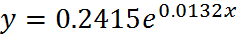 y = 0.2415e^{0.0132x}